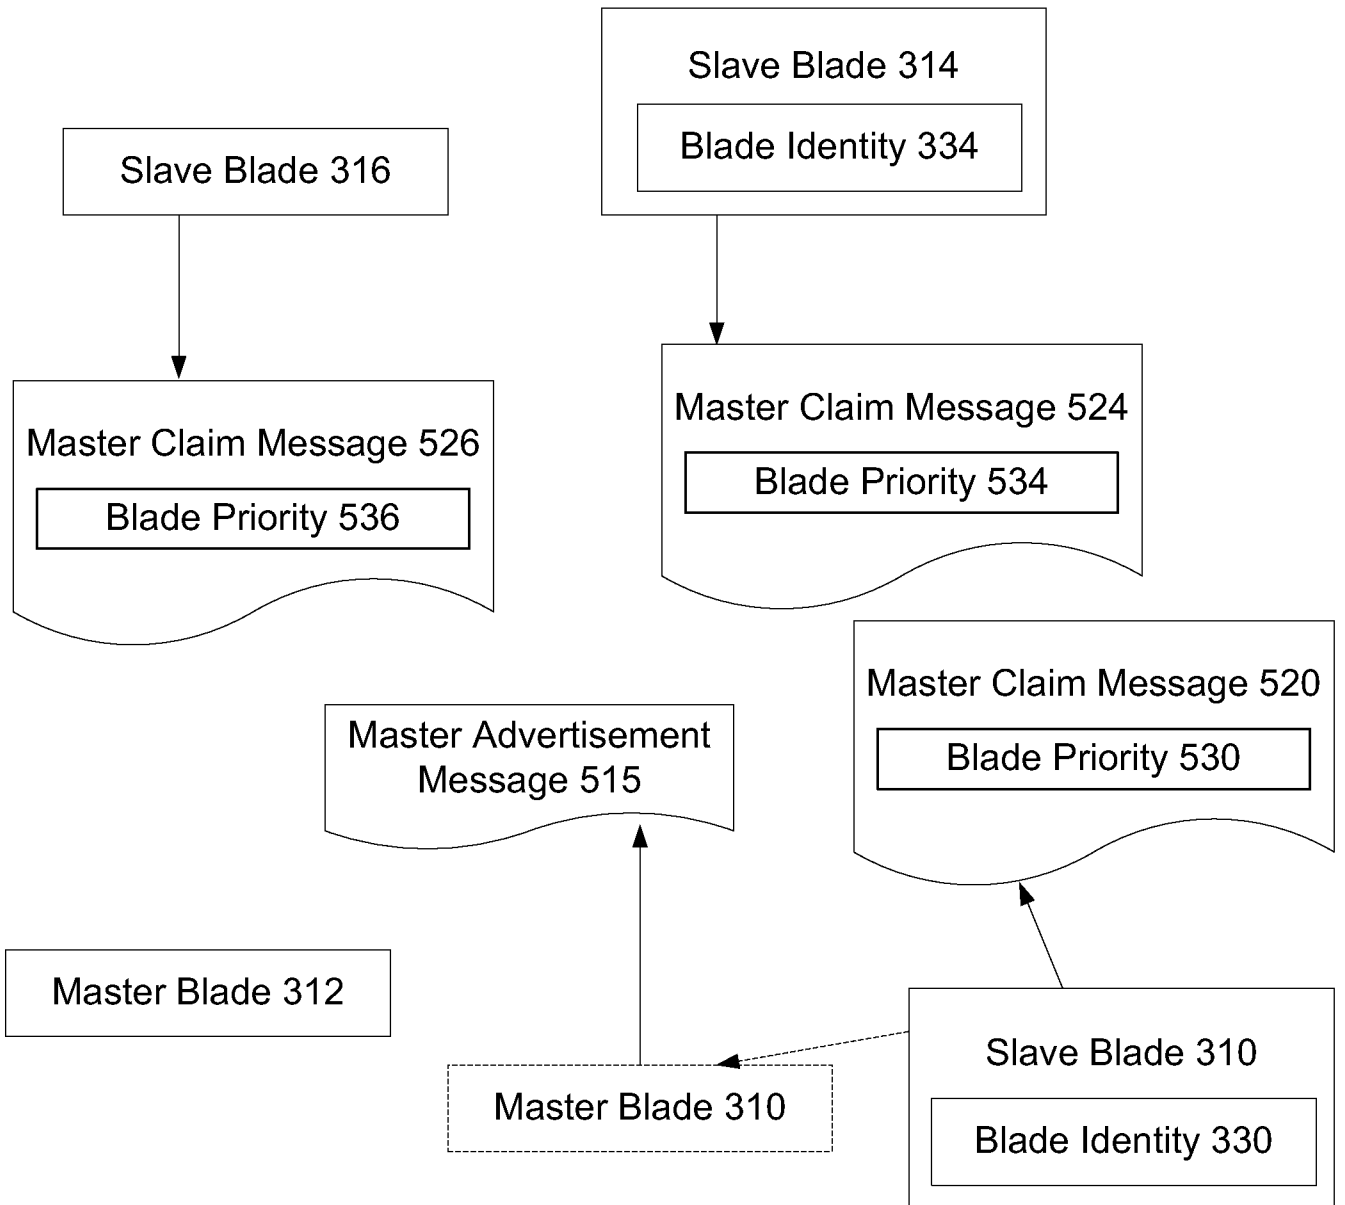 Slave Blade 314
Blade Identity 334
Slave Blade 316
Master Claim Message 524
Blade Priority 534
Master Claim Message 526
Blade Priority 536
Master Claim Message 520
Blade Priority 530
Master Advertisement
Message 515
Master Blade 312
Slave Blade 310
Blade Identity 330
Master Blade 310